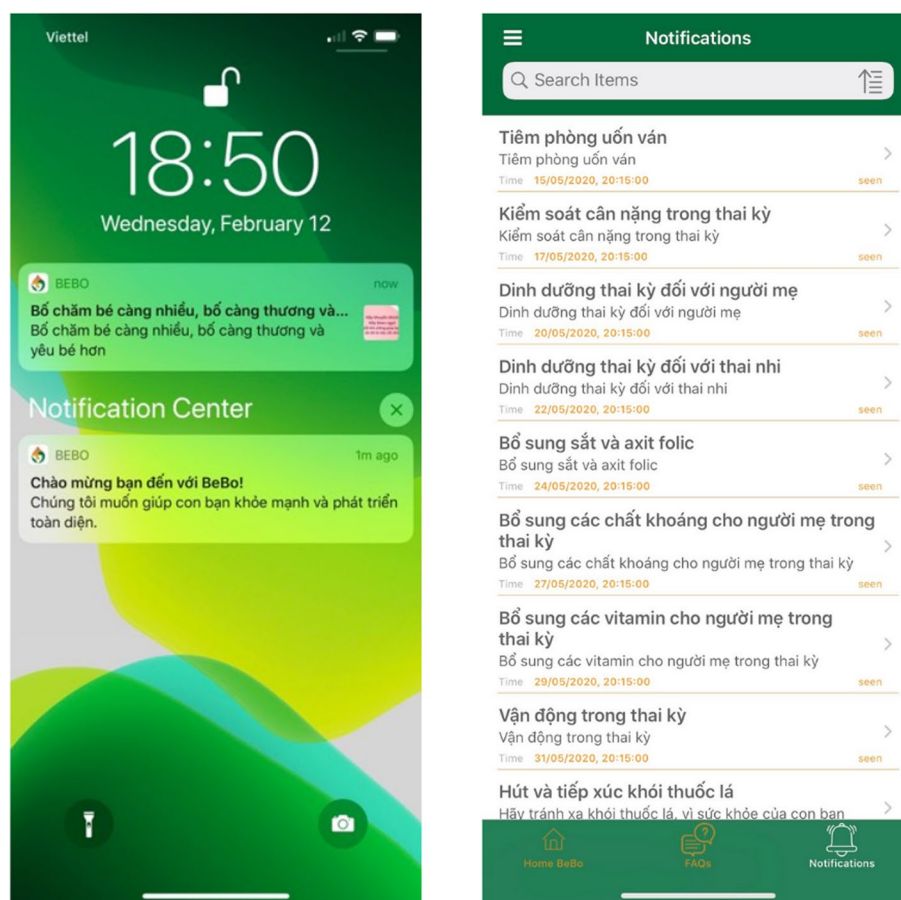 Viettel
18:50
Wednesday, February 12
BEBO
now
Bố chăm bé càng nhiều, bố càng thương và...
Bố chăm bé càng nhiều, bố càng thương và
yêu bé hơn
Notification Center
BEBO
1m ago
Chào mừng bạn đến với BeBo!
Chúng tôi muốn giúp con bạn khỏe mạnh và phát triển
toàn diện.
Notifications
Search Items
Tiêm phòng uốn ván
Tiêm phòng uốn ván
Time 15/05/2020, 20:15:00 seen
Kiểm soát cân nặng trong thai kỳ
Kiểm soát cân nặng trong thai kỳ
Time 17/05/2020, 20:15:00 seen
Dinh dưỡng thai kỳ đối với người mẹ
Dinh dưỡng thai kỳ đối với người mẹ
Time 20/05/2020, 20:15:00 seen
Dinh dưỡng thai kỳ đối với thai nhi
Dinh dưỡng thai kỳ đối với thai nhi
Time 22/05/2020, 20:15:00 seen
Bổ sung sắt và axit folic
Bổ sung sắt và axit folic
Time 24/05/2020, 20:15:00 seen
Bổ sung các chất khoáng cho người mẹ trong
thai kỳ
Bổ sung các chất khoáng cho người mẹ trong thai kỳ
Time 27/05/2020, 20:15:00 seen
Bổ sung các vitamin cho người mẹ trong
thai kỳ
Bổ sung các vitamin cho người mẹ trong thai kỳ
Time 29/05/2020, 20:15:00 seen
Vận động trong thai kỳ
Vận động trong thai kỳ
Time 31/05/2020, 20:15:00 seen
Hút và tiếp xúc khói thuốc lá
Hãy tránh xa khói thuốc lá, vì sức khỏe của con bạn
Home BeBo
FAQs
Notifications